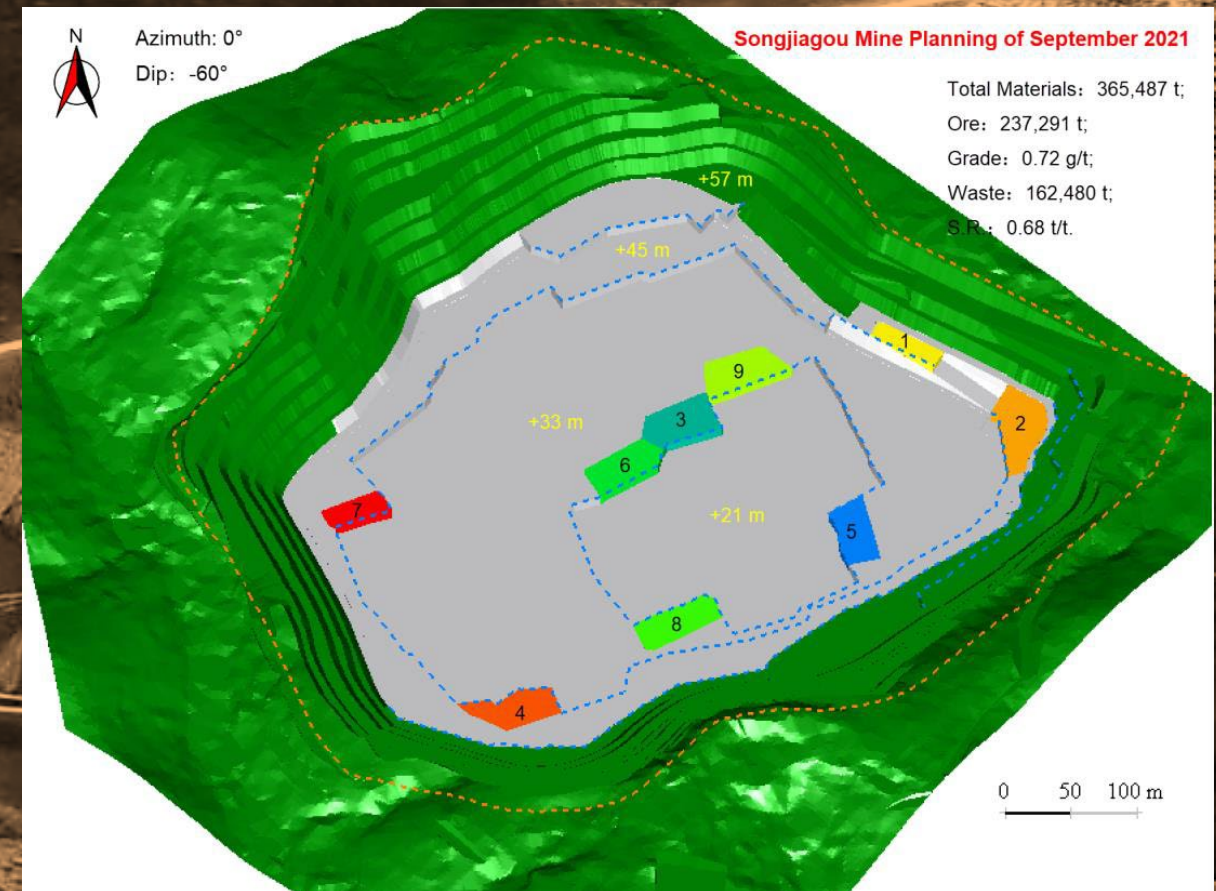 N
Azimuth: 0°
Dip: -60°
Songjiagou Mine Planning of September 2021
Total Materials: 365,487 t;
Ore: 237,291 t;
Grade: 0.72 g/t;
Waste: 162,480 t;
S.R.: 0.68 t/t.
+57 m
+45 m
1
9
2
+33 m
3
6
7
+21 m
5
8
4
0 50 100 m